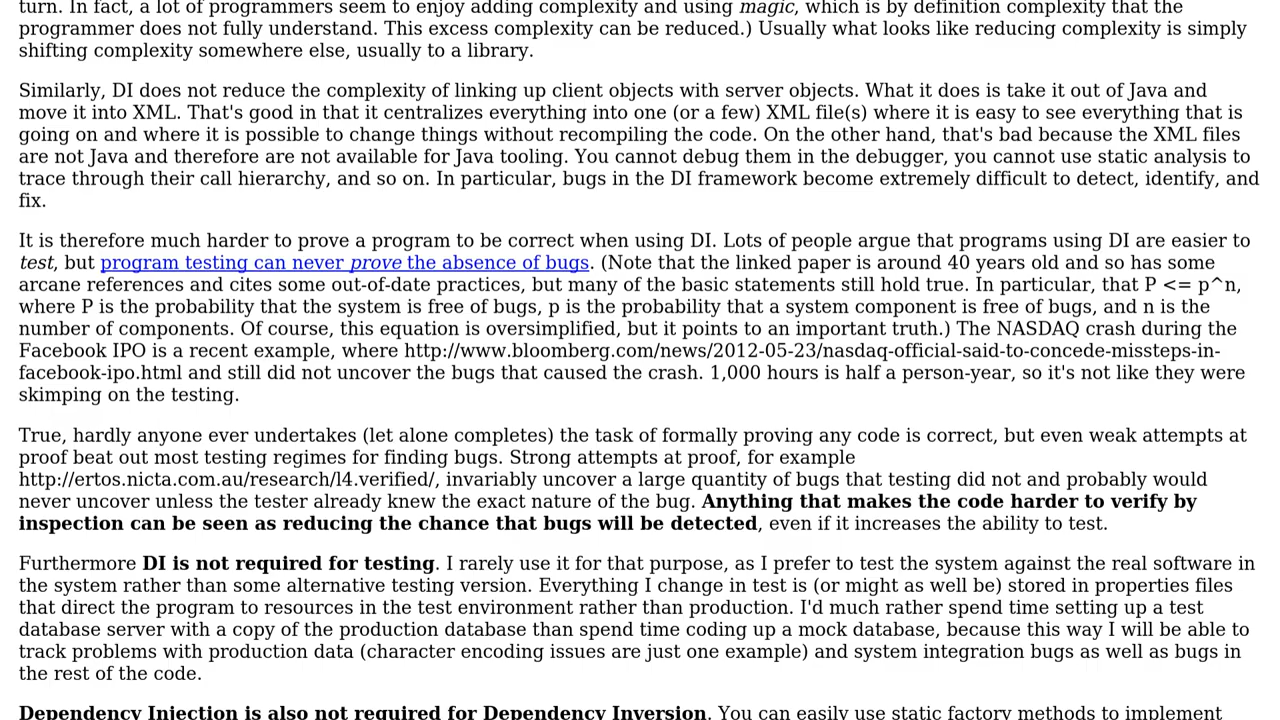 turn. In fact, a lot of programmers seem to enjoy adding complexity and using magic, which is by definition complexity that the
programmer does not fully understand. This excess complexity can be reduced.) Usually what looks like reducing complexity is simply
shifting complexity somewhere else, usually to a library.
Similarly, DI does not reduce the complexity of linking up client objects with server objects. What it does is take it out of Java and
move it into XML. That's good in that it centralizes everything into one (or a few) XML file(s) where it is easy to see everything that is
going on and where it is possible to change things without recompiling the code. On the other hand, that's bad because the XML files
are not Java and therefore are not available for Java tooling. You cannot debug them in the debugger, you cannot use static analysis to
trace through their call hierarchy, and so on. In particular, bugs in the DI framework become extremely difficult to detect, identify, and
fix.
It is therefore much harder to prove a program to be correct when using DI. Lots of people argue that programs using DI are easier to
test, but program testing can never prove the absence of bugs. (Note that the linked paper is around 40 years old and so has some
arcane references and cites some out-of-date practices, but many of the basic statements still hold true. In particular, that P <= p^n,
where P is the probability that the system is free of bugs, p is the probability that a system component is free of bugs, and n is the
number of components. Of course, this equation is oversimplified, but it points to an important truth.) The NASDAQ crash during the
Facebook IPO is a recent example, where http://www.bloomberg.com/news/2012-05-23/nasdaq-official-said-to-concede-missteps-in-
facebook-ipo.html and still did not uncover the bugs that caused the crash. 1,000 hours is half a person-year, so it's not like they were
skimping on the testing.
True, hardly anyone ever undertakes (let alone completes) the task of formally proving any code is correct, but even weak attempts at
proof beat out most testing regimes for finding bugs. Strong attempts at proof, for example
http://ertos.nicta.com.au/research/l4.verified/, invariably uncover a large quantity of bugs that testing did not and probably would
never uncover unless the tester already knew the exact nature of the bug. Anything that makes the code harder to verify by
inspection can be seen as reducing the chance that bugs will be detected, even if it increases the ability to test.
Furthermore DI is not required for testing. I rarely use it for that purpose, as I prefer to test the system against the real software in
the system rather than some alternative testing version. Everything I change in test is (or might as well be) stored in properties files
that direct the program to resources in the test environment rather than production. I'd much rather spend time setting up a test
database server with a copy of the production database than spend time coding up a mock database, because this way I will be able to
track problems with production data (character encoding issues are just one example) and system integration bugs as well as bugs in
the rest of the code.
Dependency Injection is also not required for Dependency Inversion. You can easily use static factory methods to implement